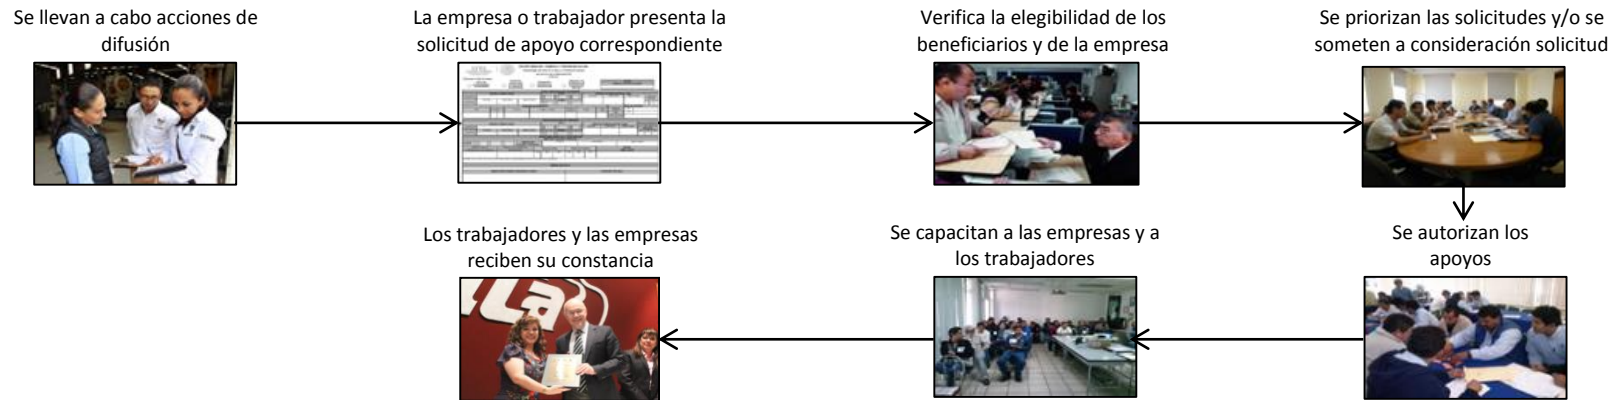 Se llevan a cabo acciones de
difusión
La empresa o trabajador presenta la
solicitud de apoyo correspondiente
Verifica la elegibilidad de los
beneficiarios y de la empresa
Se priorizan las solicitudes y/o se
someten a consideración solicitud
Se autorizan los
apoyos
Se capacitan a las empresas y a
los trabajadores
Los trabajadores y las empresas
reciben su constancia